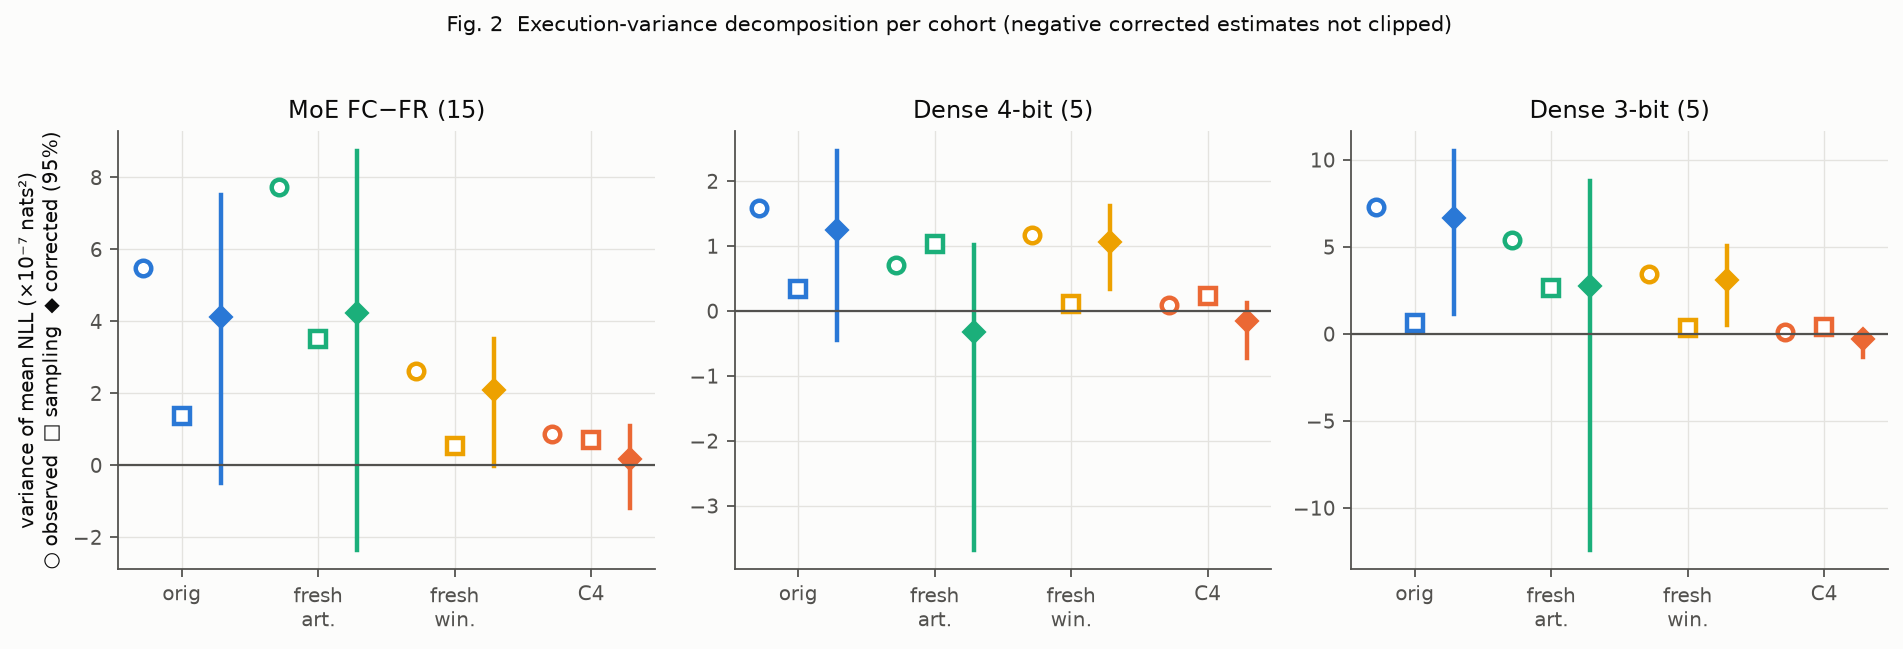 Fig. 2  Execution-variance decomposition per cohort (negative corrected estimates not clipped)
variance of mean NLL (×10⁻⁷ nats²)
○ observed  □ sampling  ◆ corrected (95%)
MoE FC−FR (15)
8
6
4
2
0
−2
orig
fresh
art.
fresh
win.
C4
Dense 4-bit (5)
2
1
0
−1
−2
−3
orig
fresh
art.
fresh
win.
C4
Dense 3-bit (5)
10
5
0
−5
−10
orig
fresh
art.
fresh
win.
C4